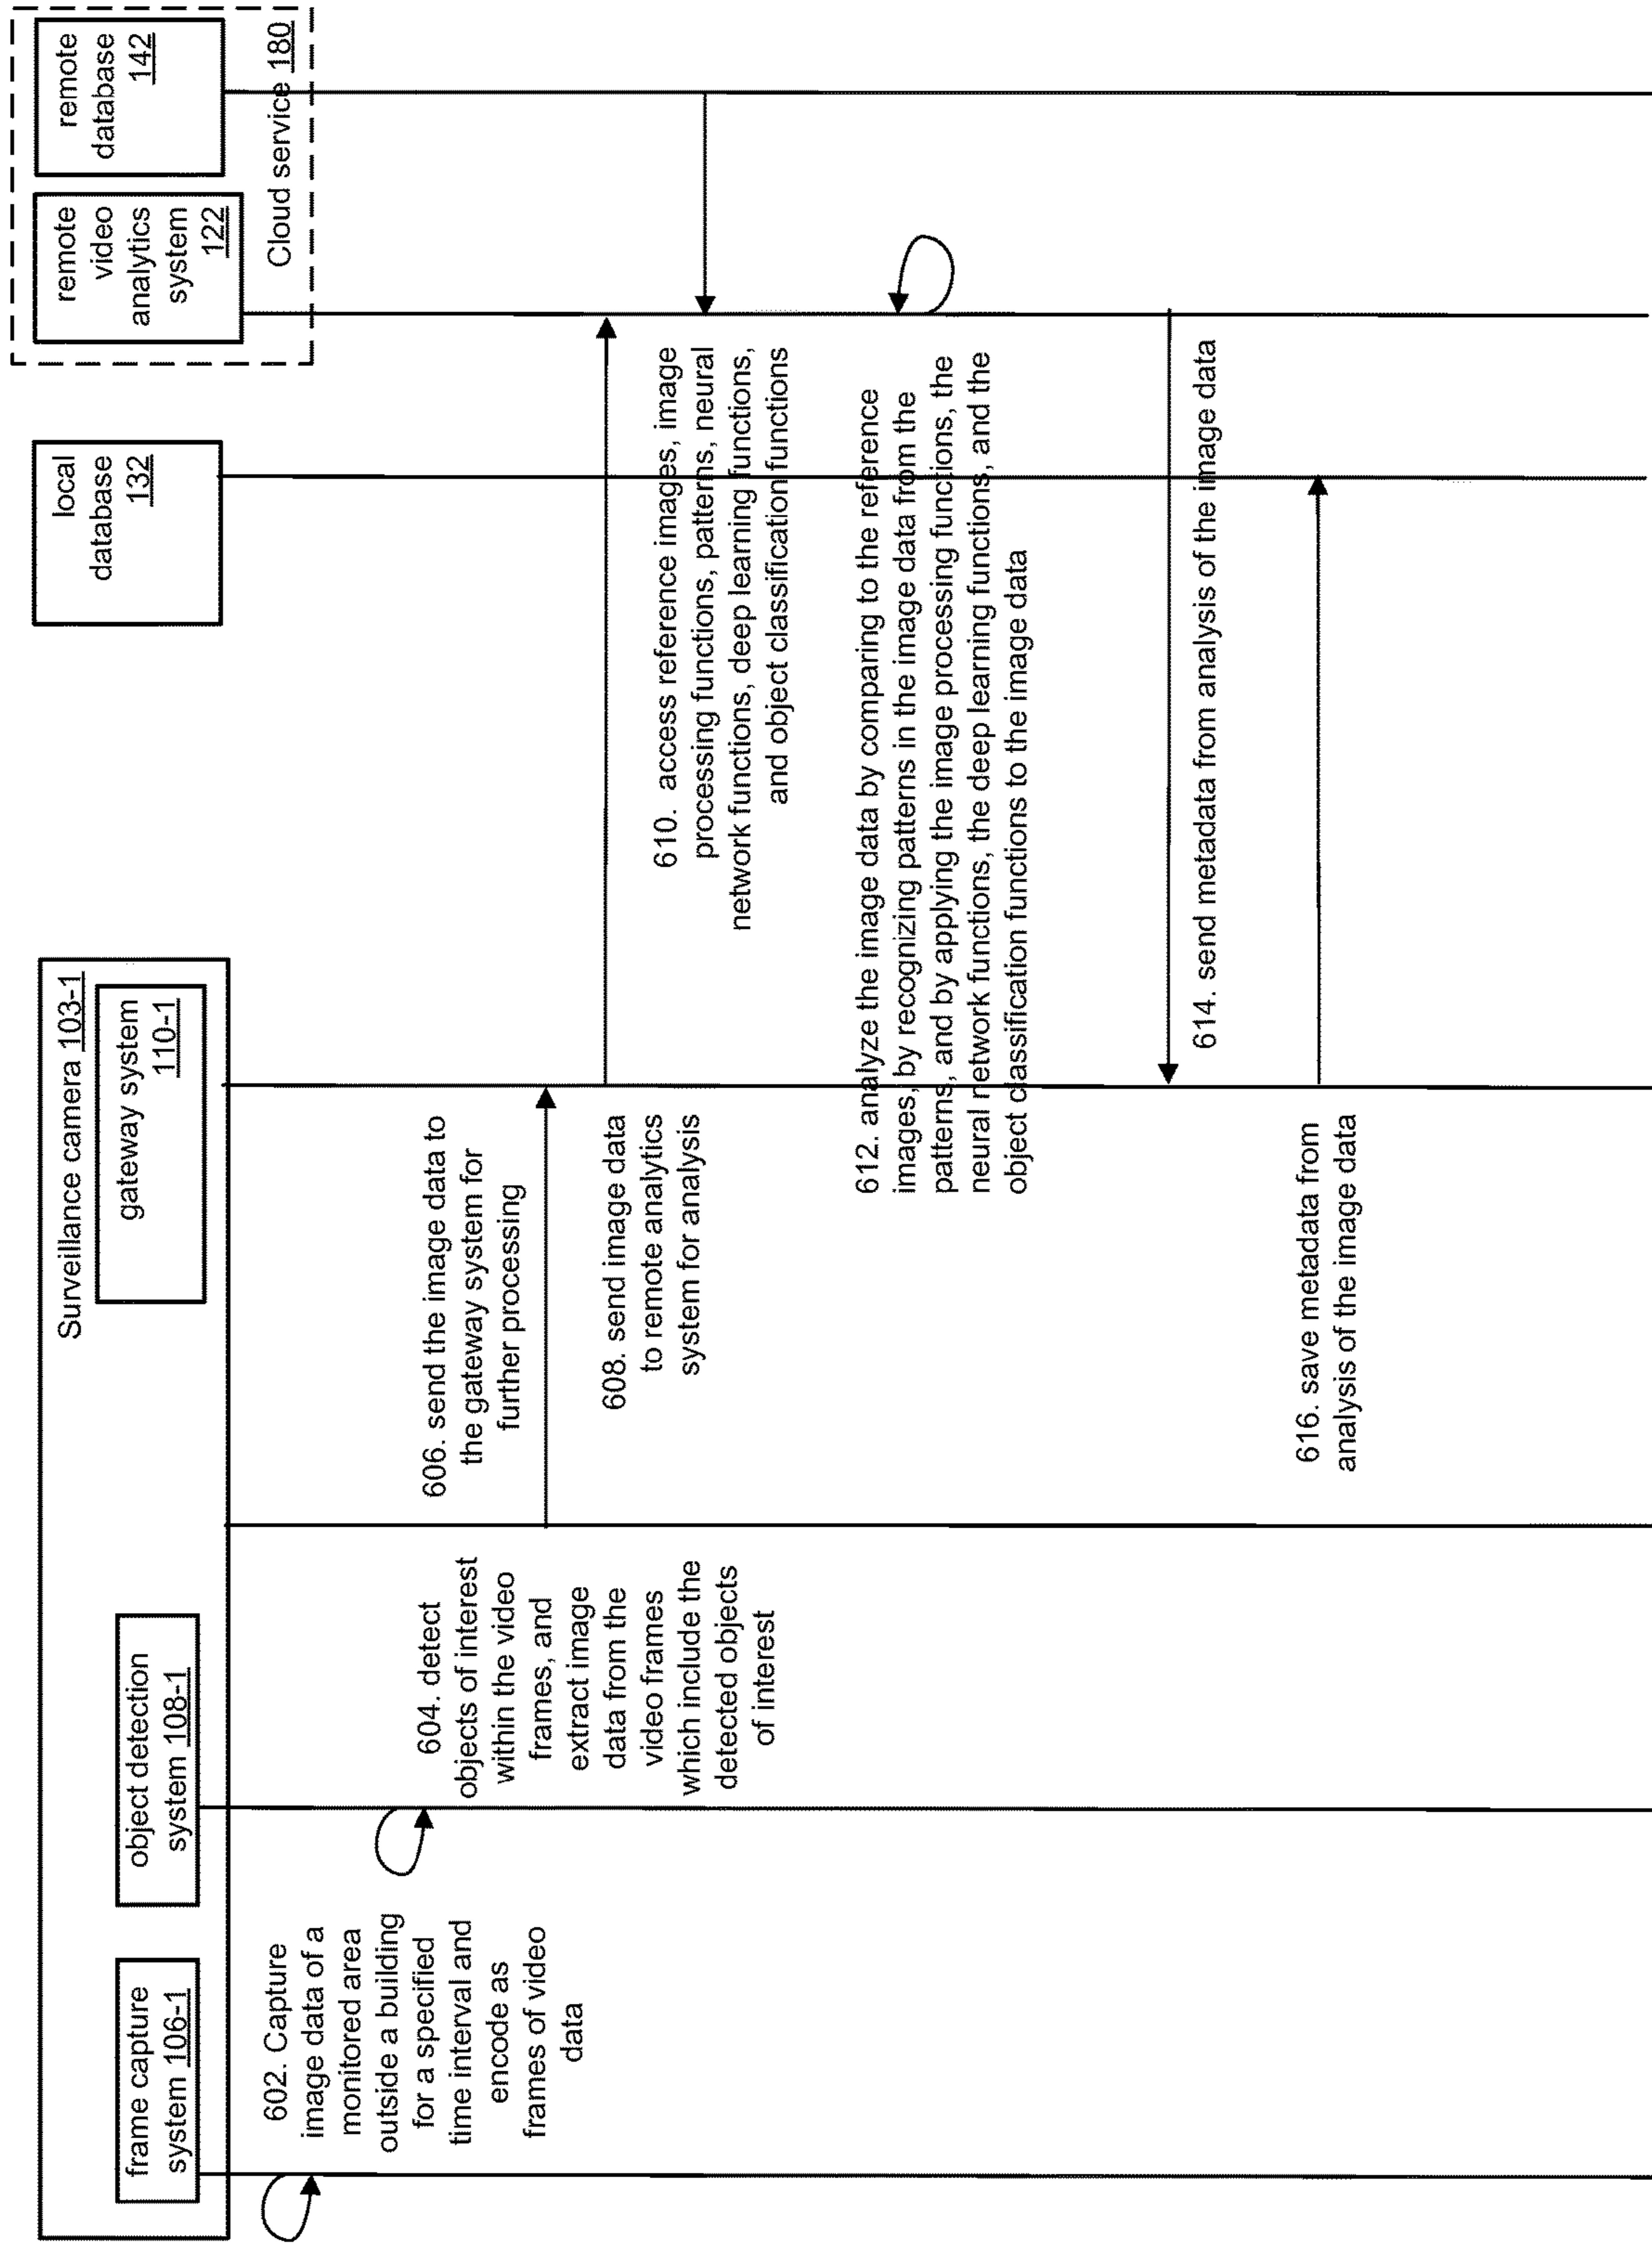 Surveillance camera 103-1
frame capture
system 106-1
object detection
system 108-1
gateway system
110-1
local
database
132
remote
video
analytics
system
122
remote
database
142
Cloud service 180
602. Capture
image data of a
monitored area
outside a building
for a specified
time interval and
encode as
frames of video
data
604. detect
objects of interest
within the video
frames, and
extract image
data from the
video frames
which include the
detected objects
of interest
606. send the image data to
the gateway system for
further processing
608. send image data
to remote analytics
system for analysis
610. access reference images, image
processing functions, patterns, neural
network functions, deep learning functions,
and object classification functions
612. analyze the image data by comparing to the reference
images, by recognizing patterns in the image data from the
patterns, and by applying the image processing functions, the
neural network functions, the deep learning functions, and the
object classification functions to the image data
614. send metadata from analysis of the image data
616. save metadata from
analysis of the image data